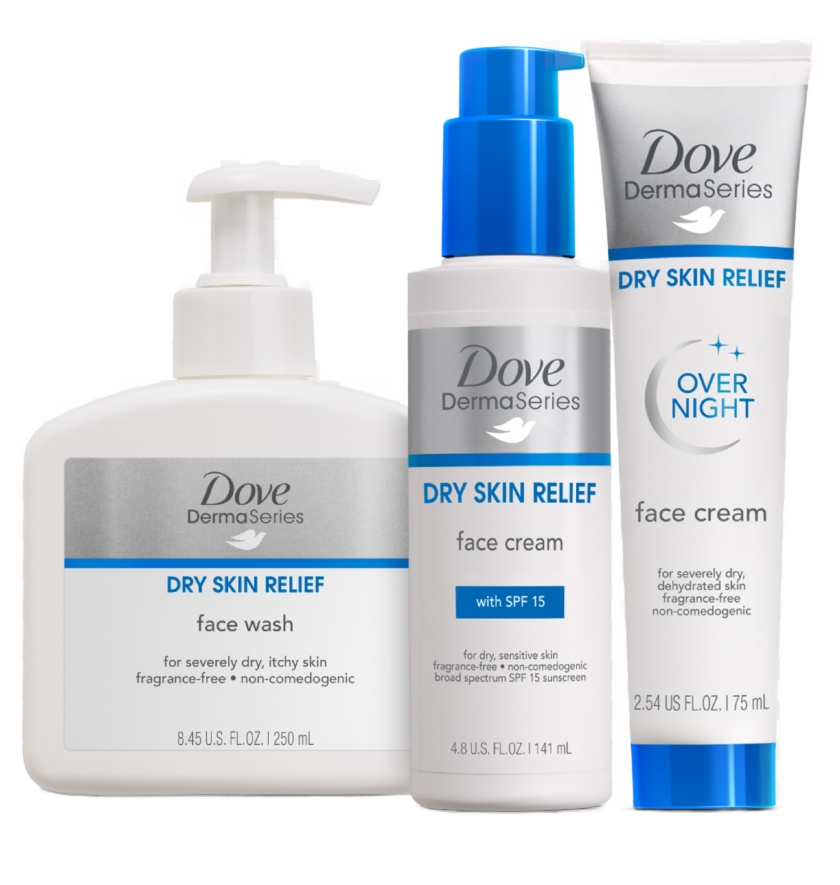 Dove
DermaSeries
DRY SKIN RELIEF
face wash
for severely dry, itchy skin
fragrance-free • non-comedogenic
8.45 U.S. FL.OZ. | 250 mL
Dove
DermaSeries
DRY SKIN RELIEF
face cream
with SPF 15
for dry, sensitive skin
fragrance-free • non-comedogenic
broad spectrum SPF 15 sunscreen
4.8 U.S. FL.OZ. | 141 mL
Dove
DermaSeries
DRY SKIN RELIEF
OVER
NIGHT
face cream
for severely dry,
dehydrated skin
fragrance-free
non-comedogenic
2.54 US FL.OZ. | 75 mL